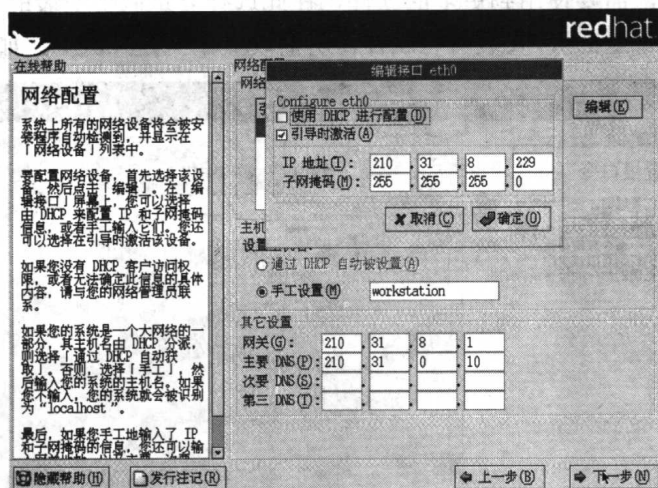 redhat
在线帮助
网络配置
系统上所有的网络设备将会被安
装程序自动检测到，并显示在
「网络设备」列表中。
要配置网络设备，首先选择该设
备，然后点击「编辑」。在「编
辑接口」屏幕上，您可以选择
由 DHCP 来配置 IP 和子网掩码
信息，或者手工输入它们。您还
可以选择在引导时激活该设备。
如果您没有 DHCP 客户访问权
限，或者无法确定此信息的具体
内容，请与您的网络管理员联
系。
如果您的系统是一个大网络的一
部分，其主机名由 DHCP 分派，
则选择「通过 DHCP 自动获
取」。否则，选择「手工」，然
后输入您的系统的主机名。如果
您不输入，您的系统就会被识别
为“localhost”。
最后，如果您手工地输入了 IP
和子网掩码的信息，您还可以输
网络
编辑接口 eth0
Configure eth0
使用 DHCP 进行配置(D)
引导时激活(A)
IP 地址(I): 210 . 31 . 8 . 229
子网掩码(M): 255 . 255 . 255 . 0
取消(C) 确定(O)
编辑(E)
主机
通过 DHCP 自动被设置(A)
手工设置(M) workstation
其它设置
网关(G): 210 . 31 . 8 . 1
主要 DNS(P): 210 . 31 . 0 . 10
次要 DNS(S): . . .
第三 DNS(T): . . .
隐藏帮助(H) 发行注记(R) 上一步(B) 下一步(N)